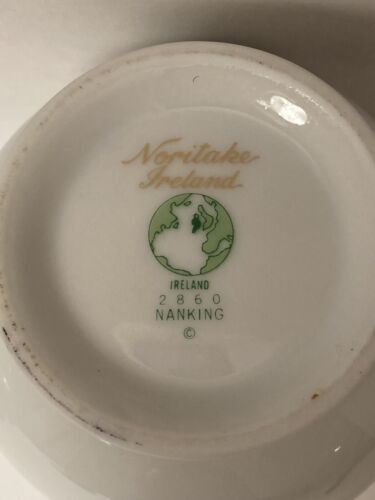 Noritake
Ireland
IRELAND
2860
NANKING
©